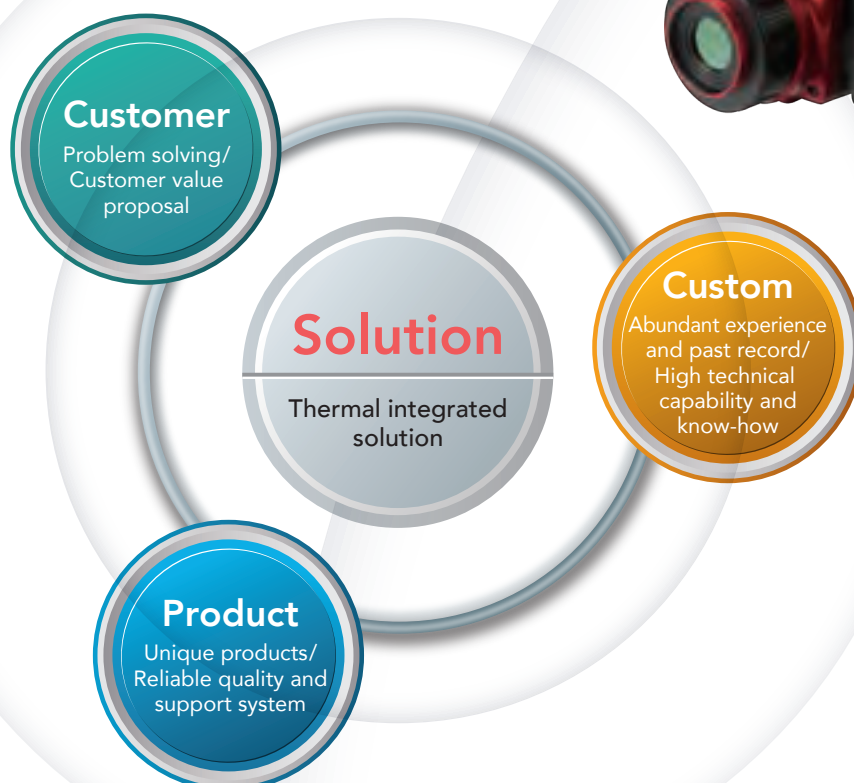 Customer
Problem solving/
Customer value
proposal
Solution
Thermal integrated
solution
Custom
Abundant experience
and past record/
High technical
capability and
know-how
Product
Unique products/
Reliable quality and
support system